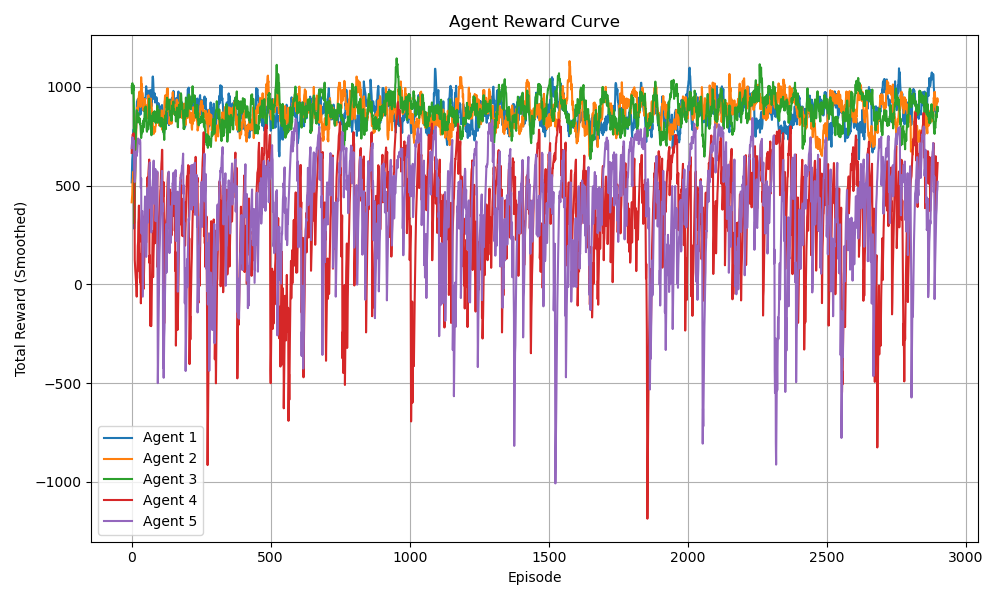 Agent Reward Curve
Total Reward (Smoothed)
1000
500
0
−500
−1000
Agent 1
Agent 2
Agent 3
Agent 4
Agent 5
0 500 1000 1500 2000 2500 3000
Episode